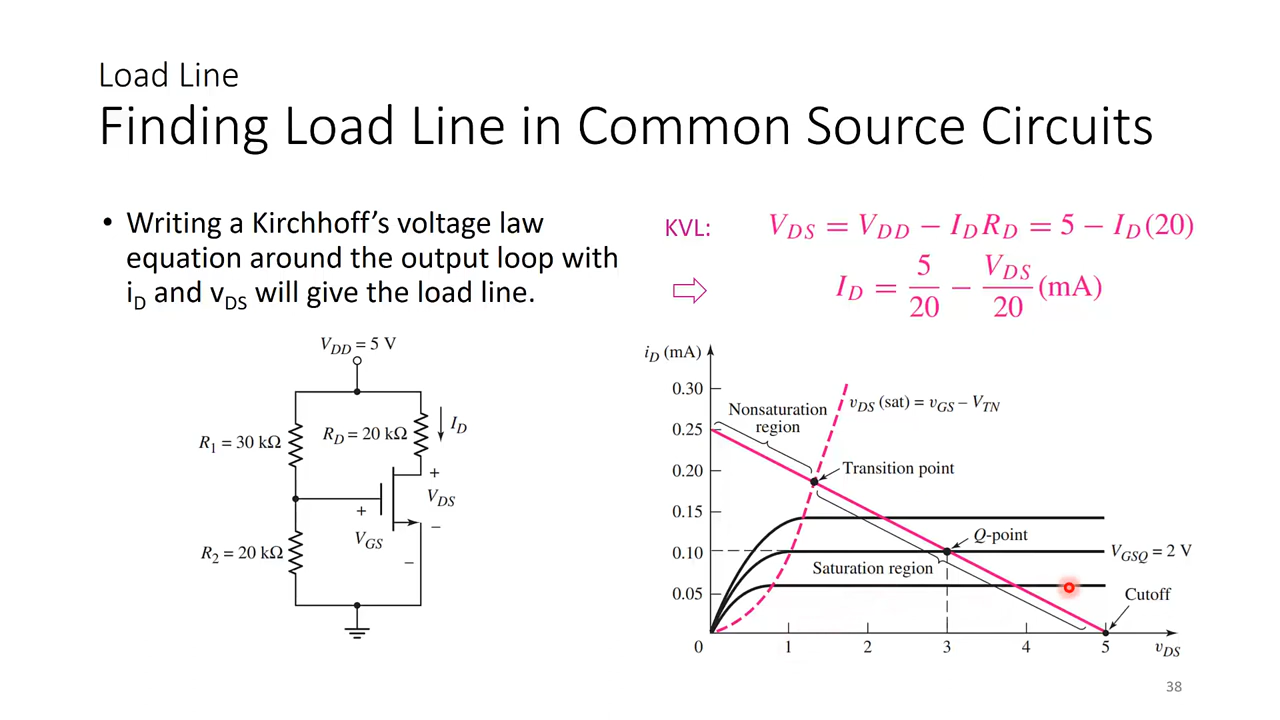 Load Line
Finding Load Line in Common Source Circuits
• Writing a Kirchhoff’s voltage law
equation around the output loop with
iD and vDS will give the load line.
KVL: VDS = VDD − IDRD = 5 − ID(20)
⇨ ID = 5/20 − VDS/20 (mA)
VDD = 5 V
R1 = 30 kΩ
RD = 20 kΩ
ID
+
VDS
−
+
VGS
−
R2 = 20 kΩ
iD (mA)
0.30
0.25
0.20
0.15
0.10
0.05
0
1
2
3
4
5
vDS
Nonsaturation
region
vDS (sat) = vGS – VTN
Transition point
Q-point
Saturation region
VGSQ = 2 V
Cutoff
38